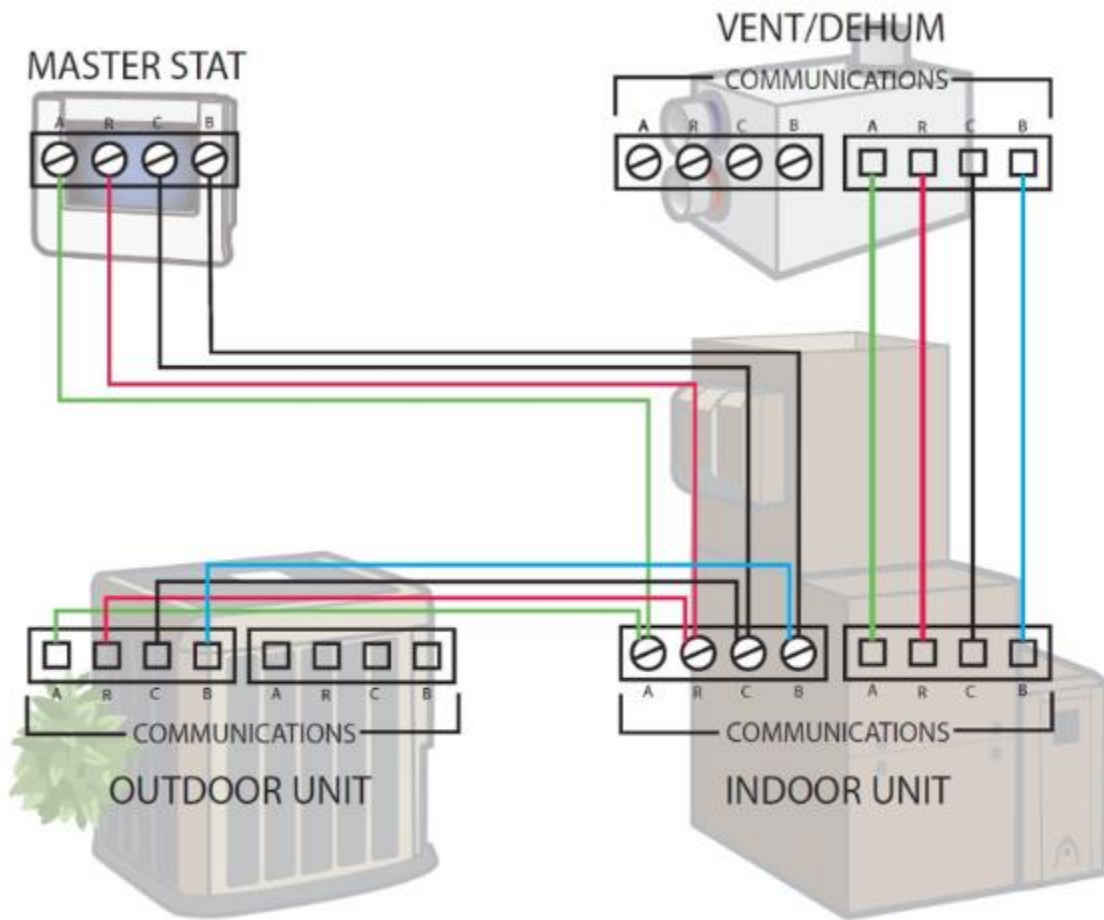 VENT/DEHUM
MASTER STAT
COMMUNICATIONS
A R C B
A R C B A R C B
A R C B A R C B
COMMUNICATIONS
OUTDOOR UNIT
A R C B A R C B
COMMUNICATIONS
INDOOR UNIT